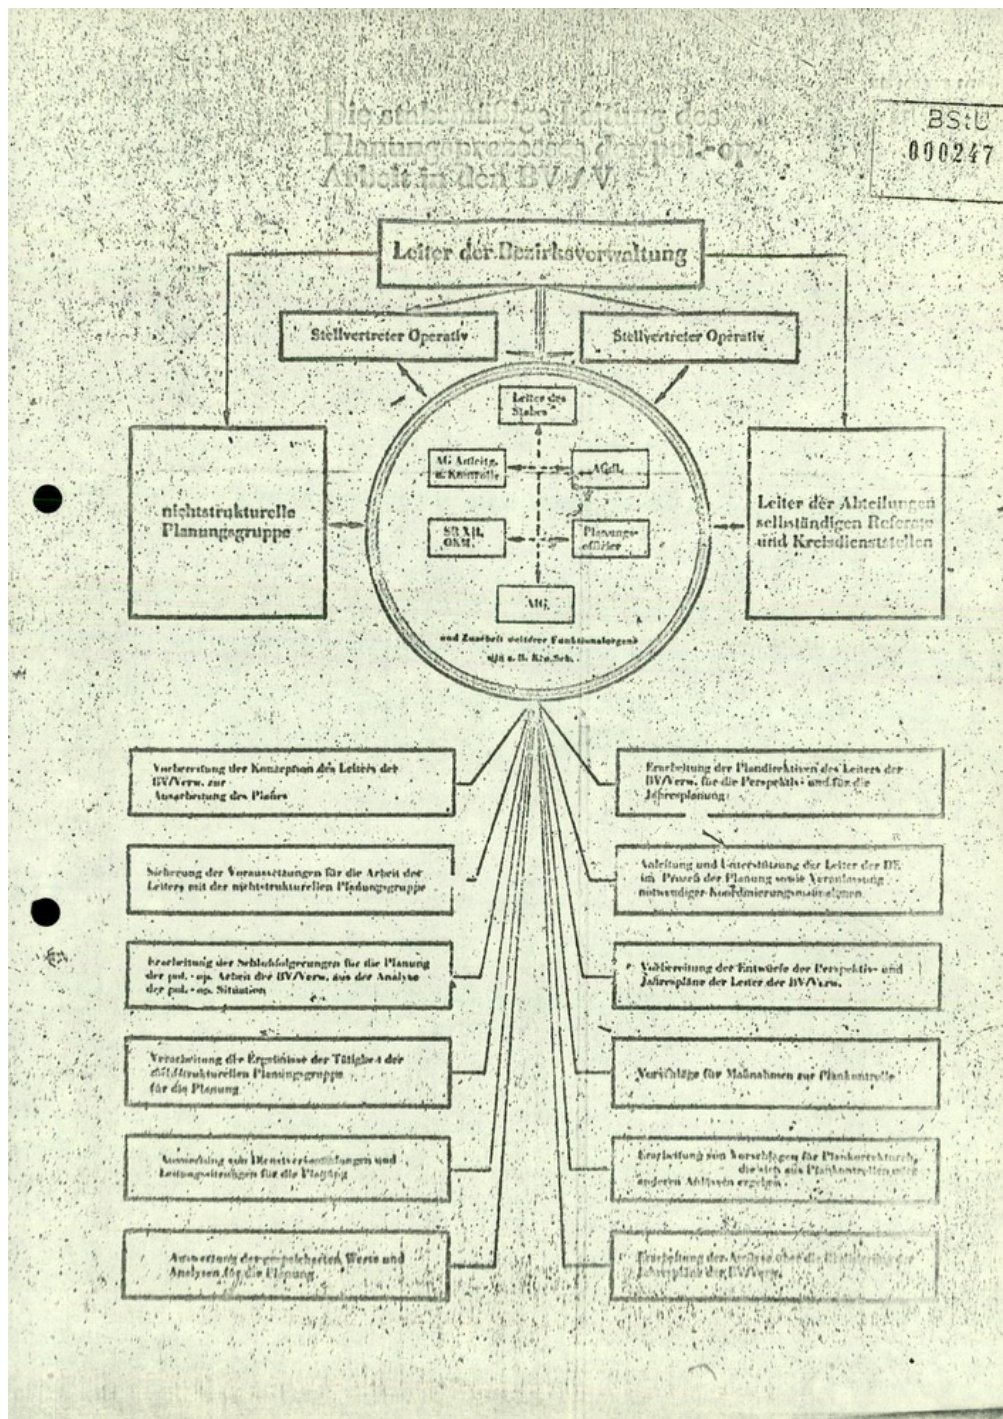 Die stabsmäßige Leitung des
Planungsprozesses der pol.-op.
Arbeit in den BV/V
BStU
000247
Leiter der Bezirksverwaltung
Stellvertreter Operativ
Stellvertreter Operativ
Leiter des
Stabes
AG Anleitg.
u. Kontrolle
AGdL
nichtstrukturelle
Planungsgruppe
Leiter der Abteilungen
selbständigen Referate
und Kreisdienststellen
Planungs-
offizier
AIG
und Zuarbeit weiterer Funktionalorgane
Vorbereitung der Konzeption des Leiters der
BV/Verw. zur
Ausarbeitung des Planes
Erarbeitung der Plandirektiven des Leiters der
BV/Verw. für die Perspektiv- und für die
Jahresplanung
Sicherung der Voraussetzungen für die Arbeit des
Leiters mit der nichtstrukturellen Planungsgruppe
Anleitung und Unterstützung der Leiter der DE
im Prozeß der Planung sowie Veranlassung
notwendiger Koordinierungsmaßnahmen
Erarbeitung der Schlußfolgerungen für die Planung
der pol.-op. Arbeit der BV/Verw. aus der Analyse
der pol.-op. Situation
Vorbereitung der Entwürfe der Perspektiv- und
Jahrespläne der Leiter der BV/Verw.
Verarbeitung der Ergebnisse der Tätigkeit der
nichtstrukturellen Planungsgruppe
für die Planung
Vorschläge für Maßnahmen zur Plankontrolle
Auswertung von Dienstversammlungen und
Leitungssitzungen für die Planung
Erarbeitung von Vorschlägen für Plankorrekturen,
die sich aus Plankontrollen oder
anderen Anlässen ergeben.
Auswertung der gespeicherten Werte und
Analysen für die Planung
Erarbeitung der Analyse über die Realisierung der
Jahrespläne der BV/Verw.